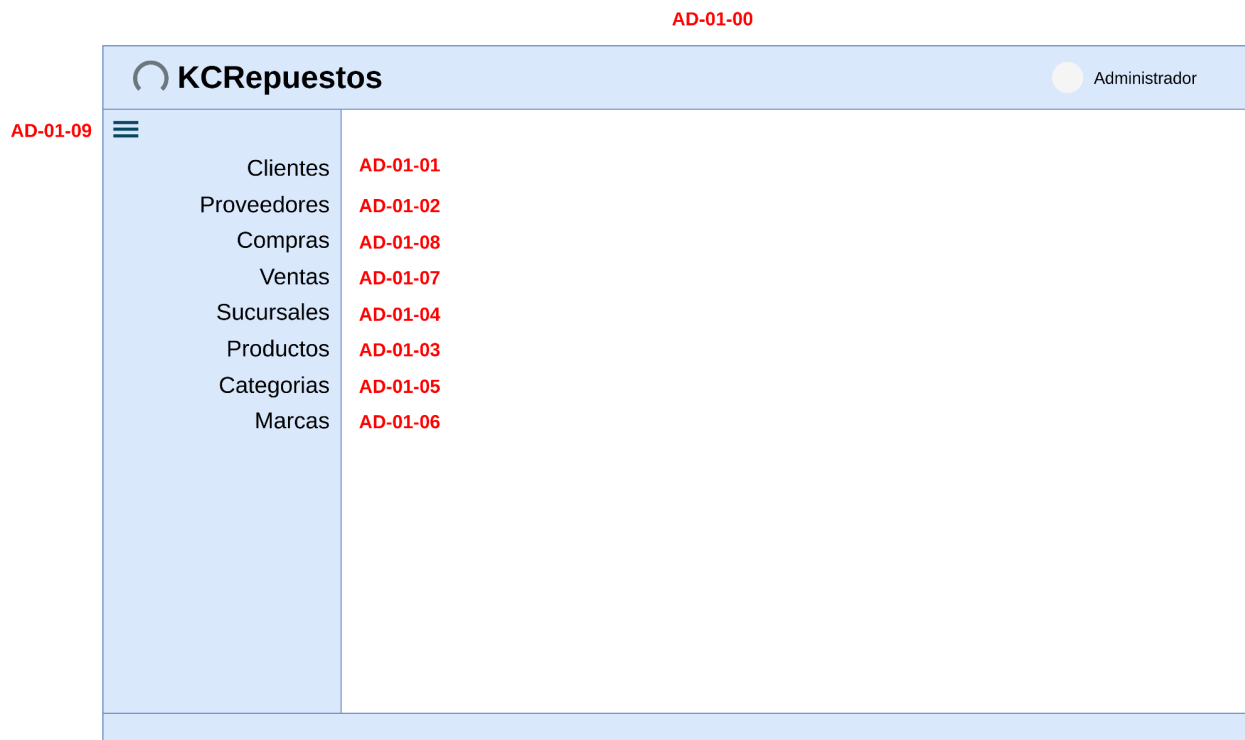 AD-01-00
KCRepuestos
Administrador
AD-01-09
Clientes AD-01-01
Proveedores AD-01-02
Compras AD-01-08
Ventas AD-01-07
Sucursales AD-01-04
Productos AD-01-03
Categorias AD-01-05
Marcas AD-01-06